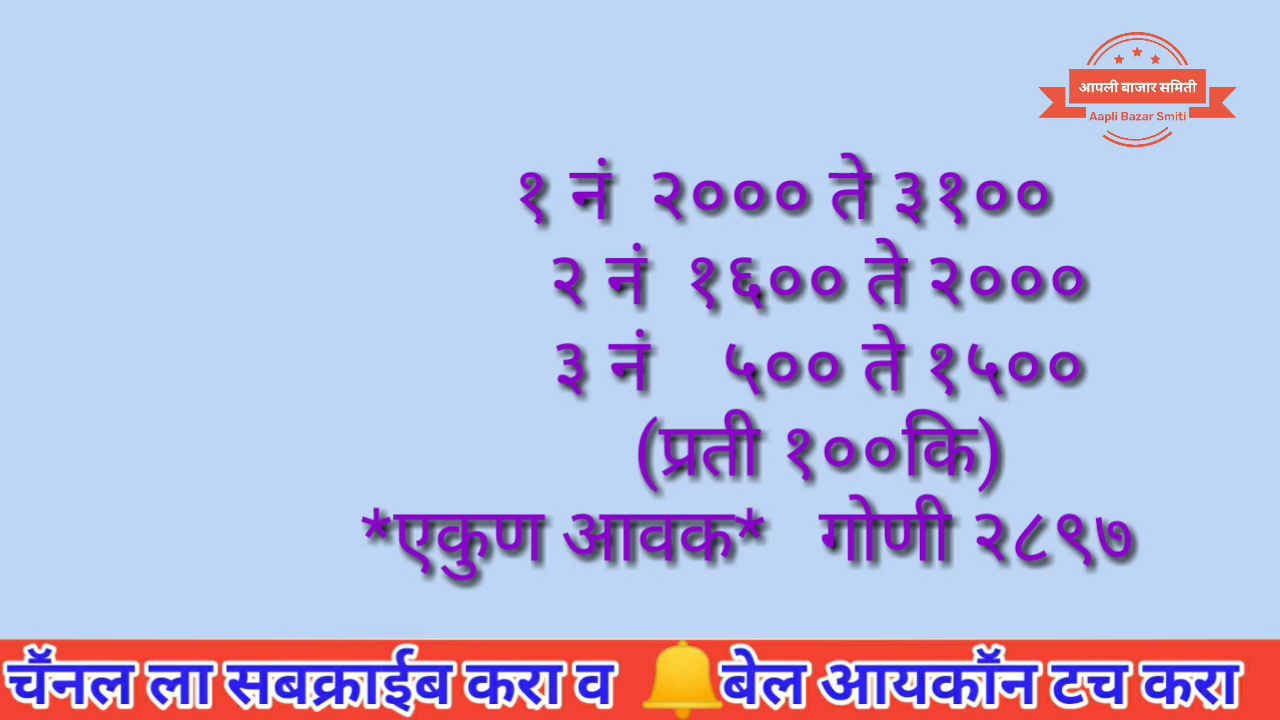 आपली बाजार समिती
Aapli Bazar Smiti
१ नं २००० ते ३१००
२ नं १६०० ते २०००
३ नं ५०० ते १५००
(प्रती १००कि)
*एकुण आवक* गोणी २८९७
चॅंनल ला सबक्राईब करा व बेल आयकॉंन टच करा